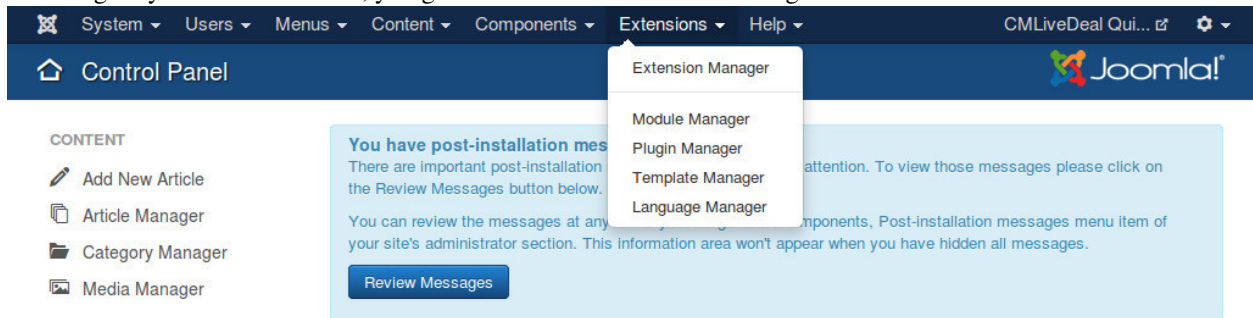 System Users Menus Content Components Extensions Help CMLiveDeal Qui...
Control Panel Joomla!
Extension Manager
Module Manager
Plugin Manager
Template Manager
Language Manager
CONTENT
Add New Article
Article Manager
Category Manager
Media Manager
You have post-installation mes
There are important post-installation attention. To view those messages please click on
the Review Messages button below.
You can review the messages at any mponents, Post-installation messages menu item of
your site's administrator section. This information area won't appear when you have hidden all messages.
Review Messages